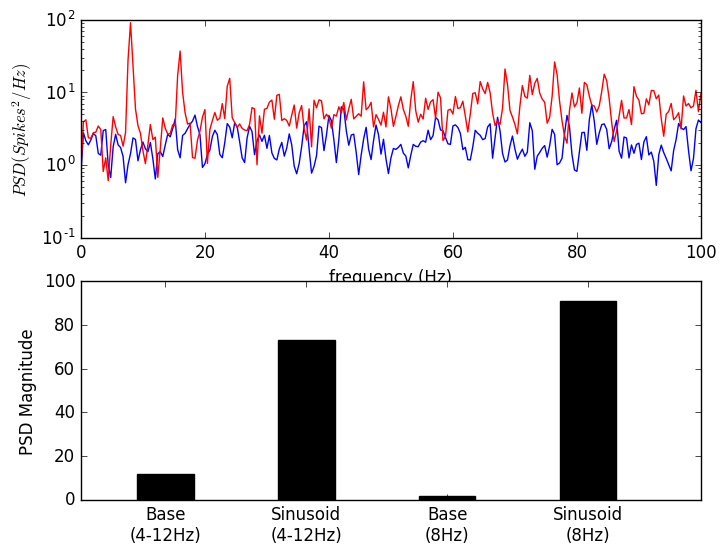 10^2
10^1
10^0
10^-1
PSD (Spikes^2/Hz)
0 20 40 60 80 100
frequency (Hz)
100
80
60
40
20
0
PSD Magnitude
Base Sinusoid Base Sinusoid
(4-12Hz) (4-12Hz) (8Hz) (8Hz)